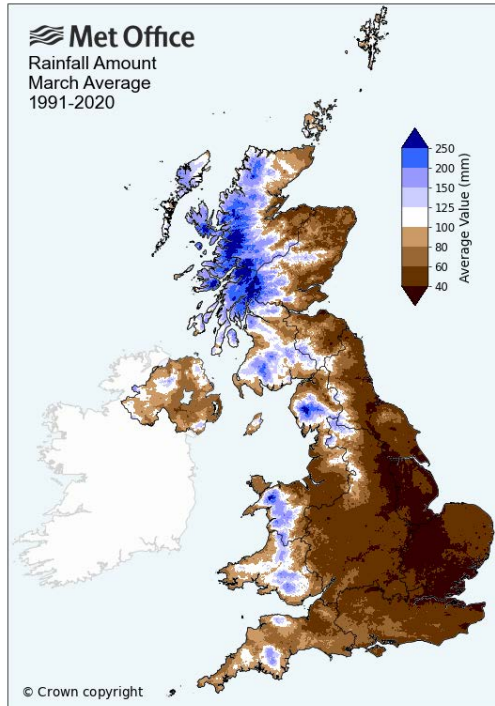 Met Office
Rainfall Amount
March Average
1991-2020
250
200
150
125
100
80
60
40
Average Value (mm)
© Crown copyright